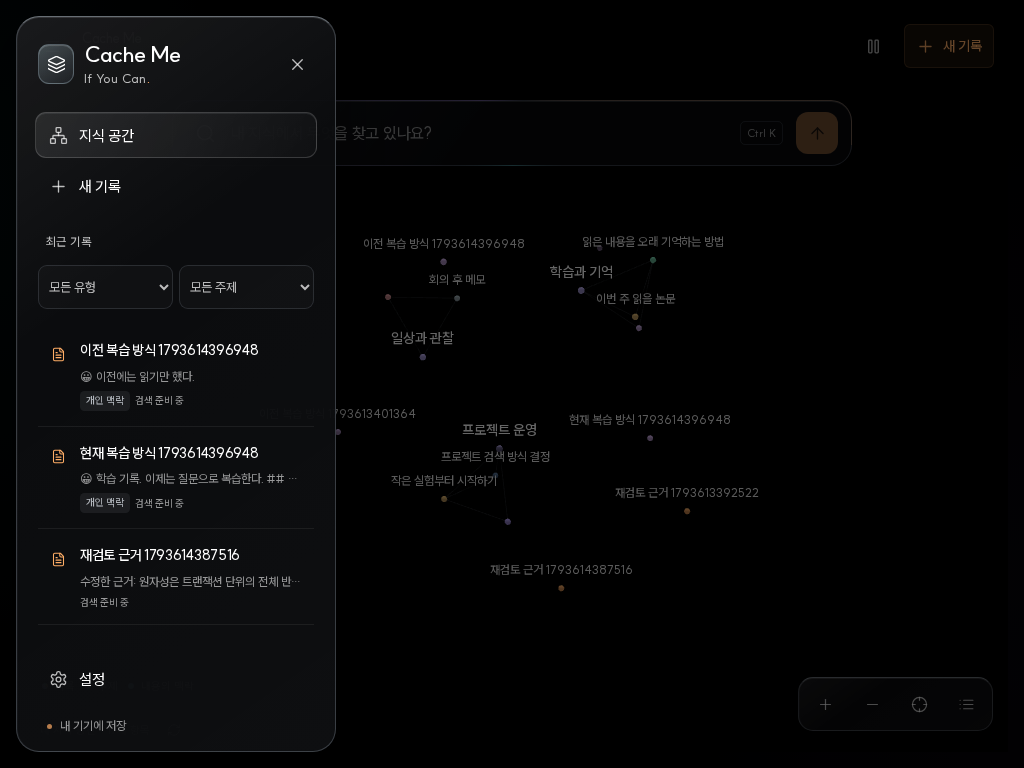 Cache Me
If You Can.
지식 공간
새 기록
최근 기록
모든 유형
모든 주제
이전 복습 방식 1793614396948
😀 이전에는 읽기만 했다.
개인 맥락
검색 준비 중
현재 복습 방식 1793614396948
😀 학습 기록. 이제는 질문으로 복습한다. ## …
개인 맥락
검색 준비 중
재검토 근거 1793614387516
수정한 근거: 원자성은 트랜잭션 단위의 전체 반…
검색 준비 중
설정
내 기기에 저장
새 기록
을 찾고 있나요?
Ctrl K
이전 복습 방식 1793614396948
읽은 내용을 오래 기억하는 방법
회의 후 메모
학습과 기억
이번 주 읽을 논문
일상과 관찰
793613401364
프로젝트 운영
현재 복습 방식 1793614396948
프로젝트 검색 방식 결정
작은 실험부터 시작하기
재검토 근거 1793613392522
재검토 근거 1793614387516